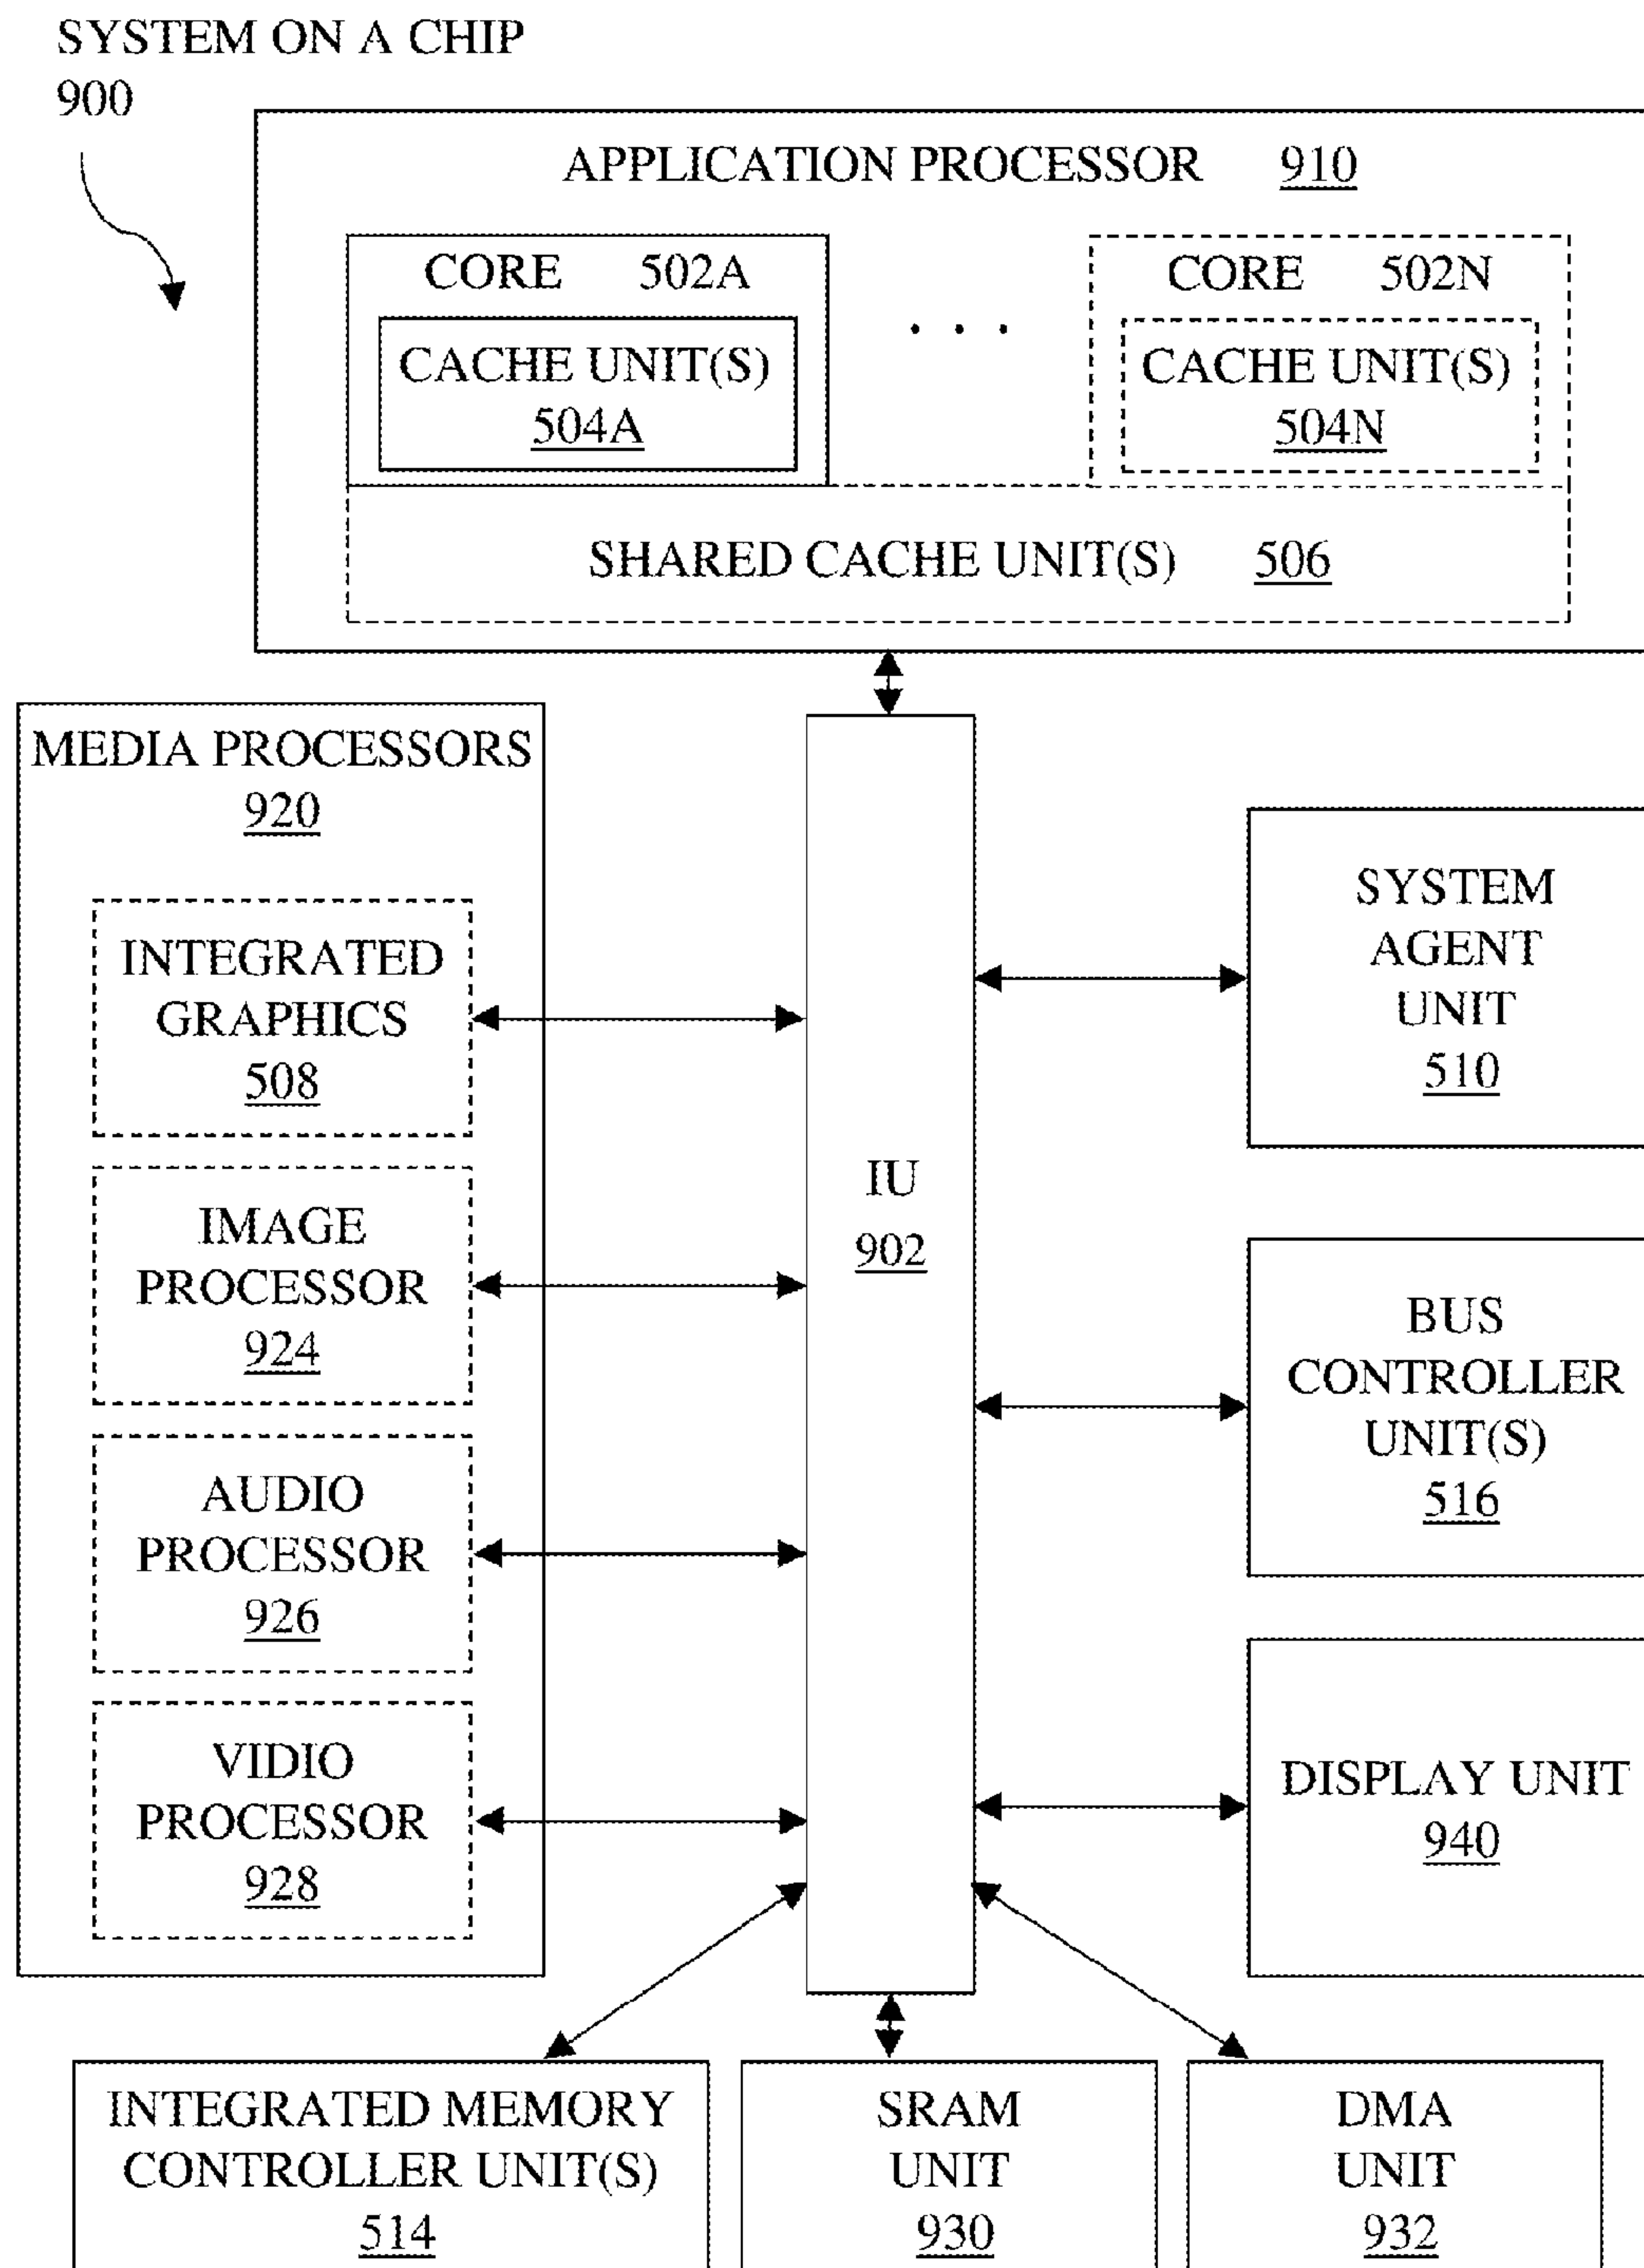 SYSTEM ON A CHIP
900
APPLICATION PROCESSOR 910
CORE 502A
CACHE UNIT(S)
504A
. . .
CORE 502N
CACHE UNIT(S)
504N
SHARED CACHE UNIT(S) 506
MEDIA PROCESSORS
920
INTEGRATED
GRAPHICS
508
IMAGE
PROCESSOR
924
AUDIO
PROCESSOR
926
VIDIO
PROCESSOR
928
IU
902
SYSTEM
AGENT
UNIT
510
BUS
CONTROLLER
UNIT(S)
516
DISPLAY UNIT
940
INTEGRATED MEMORY
CONTROLLER UNIT(S)
514
SRAM
UNIT
930
DMA
UNIT
932